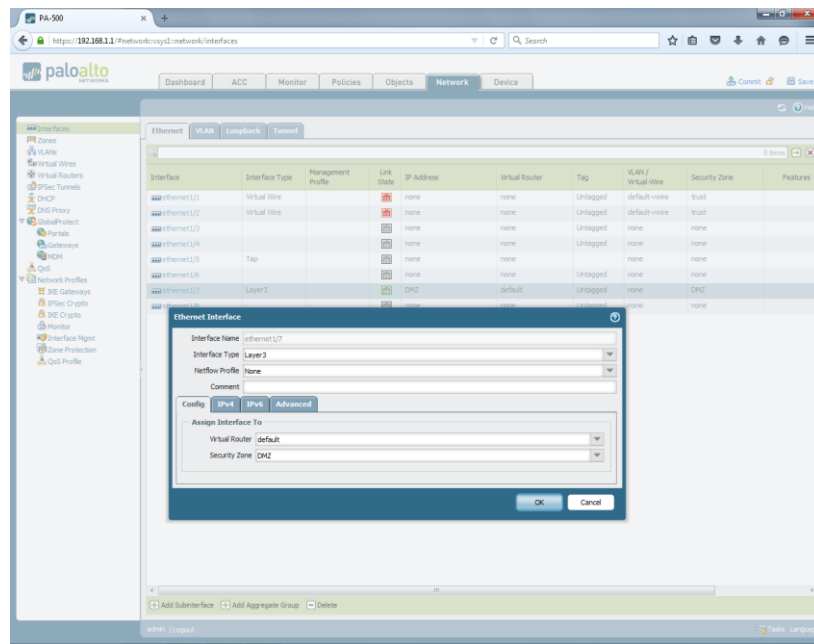 PA-500
https://192.168.1.1/#network::vsys1::network/interfaces
Search
paloalto
NETWORKS
Dashboard ACC Monitor Policies Objects Network Device
Commit Save
Interfaces
Zones
VLANs
Virtual Wires
Virtual Routers
IPSec Tunnels
DHCP
DNS Proxy
GlobalProtect
Portals
Gateways
MDM
QoS
Network Profiles
IKE Gateways
IPSec Crypto
IKE Crypto
Monitor
Interface Mgmt
Zone Protection
QoS Profile
Ethernet VLAN Loopback Tunnel
8 items
Interface Interface Type Management Profile Link State IP Address Virtual Router Tag VLAN / Virtual-Wire Security Zone Features
ethernet1/1 Virtual Wire none none Untagged default-vwire trust
ethernet1/2 Virtual Wire none none Untagged default-vwire trust
ethernet1/3 none none Untagged none none
ethernet1/4 none none Untagged none none
ethernet1/5 Tap none none Untagged none none
ethernet1/6 none none Untagged none none
ethernet1/7 Layer3 DMZ default Untagged none DMZ
none none
Ethernet Interface
Interface Name ethernet1/7
Interface Type Layer3
Netflow Profile None
Comment
Config IPv4 IPv6 Advanced
Assign Interface To
Virtual Router default
Security Zone DMZ
OK Cancel
Add Subinterface Add Aggregate Group Delete
admin | Logout
Tasks